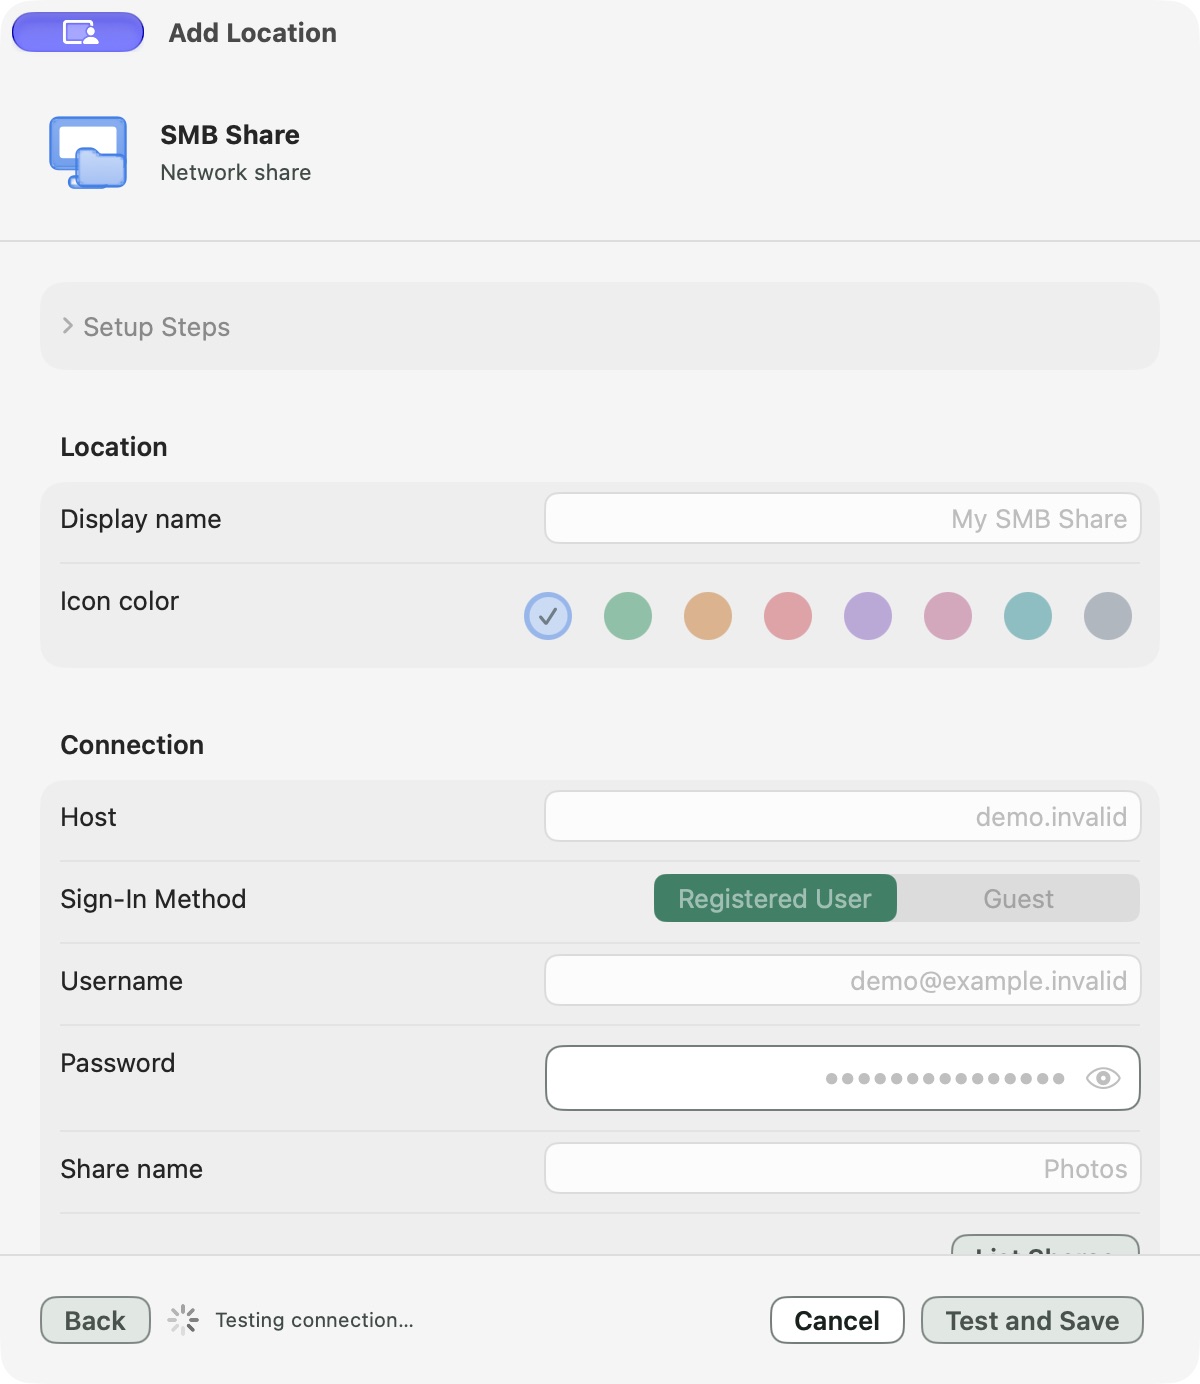 Add Location
SMB Share
Network share
Setup Steps
Location
Display name
My SMB Share
Icon color
Connection
Host
demo.invalid
Sign-In Method
Registered User
Guest
Username
demo@example.invalid
Password
Share name
Photos
Back
Testing connection...
Cancel
Test and Save